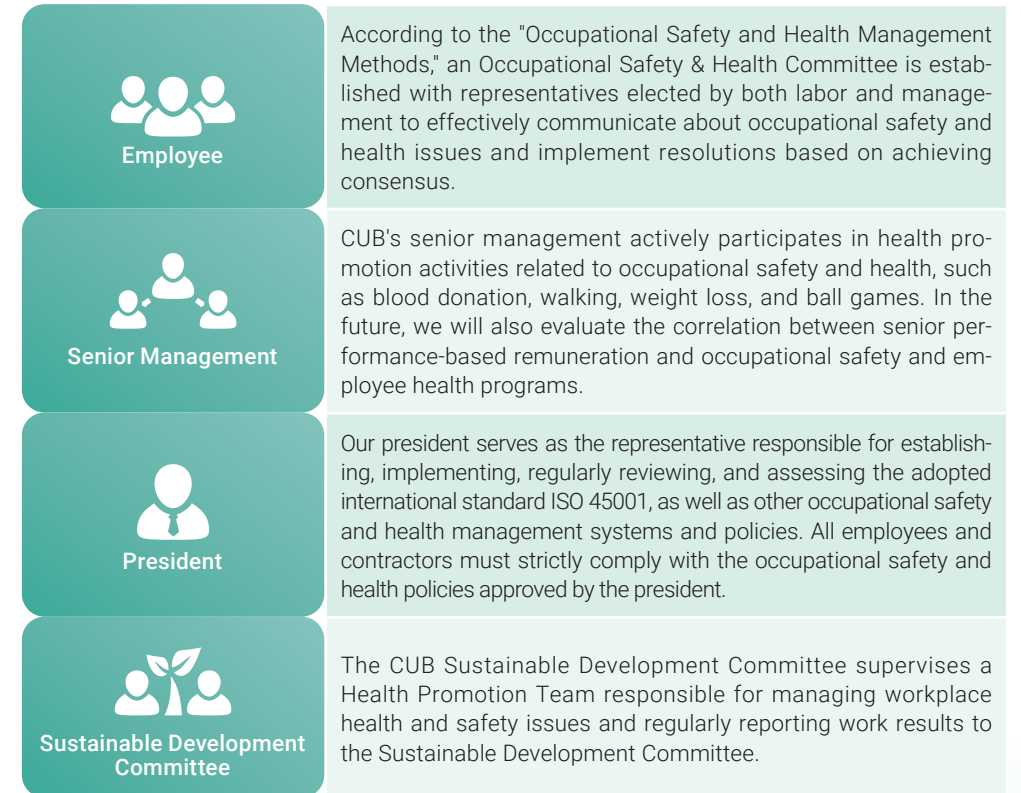 Employee
According to the "Occupational Safety and Health Management
Methods," an Occupational Safety & Health Committee is estab-
lished with representatives elected by both labor and manage-
ment to effectively communicate about occupational safety and
health issues and implement resolutions based on achieving
consensus.
Senior Management
CUB's senior management actively participates in health pro-
motion activities related to occupational safety and health, such
as blood donation, walking, weight loss, and ball games. In the
future, we will also evaluate the correlation between senior per-
formance-based remuneration and occupational safety and em-
ployee health programs.
President
Our president serves as the representative responsible for establish-
ing, implementing, regularly reviewing, and assessing the adopted
international standard ISO 45001, as well as other occupational safety
and health management systems and policies. All employees and
contractors must strictly comply with the occupational safety and
health policies approved by the president.
Sustainable Development
Committee
The CUB Sustainable Development Committee supervises a
Health Promotion Team responsible for managing workplace
health and safety issues and regularly reporting work results to
the Sustainable Development Committee.